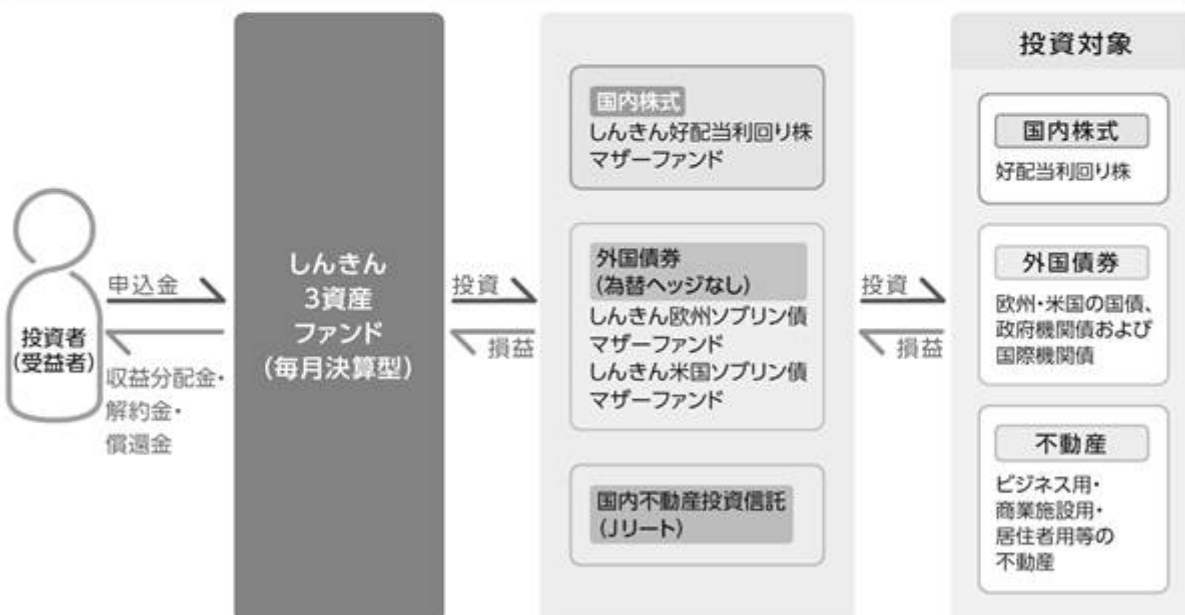 投資者
(受益者)
申込金
収益分配金・
解約金・
償還金
しんきん
3資産
ファンド
(毎月決算型)
投資
損益
国内株式
しんきん好配当利回り株
マザーファンド
外国債券
(為替ヘッジなし)
しんきん欧州ソブリン債
マザーファンド
しんきん米国ソブリン債
マザーファンド
国内不動産投資信託
(Jリート)
投資
損益
投資対象
国内株式
好配当利回り株
外国債券
欧州・米国の国債、
政府機関債および
国際機関債
不動産
ビジネス用・
商業施設用・
居住者用等の
不動産